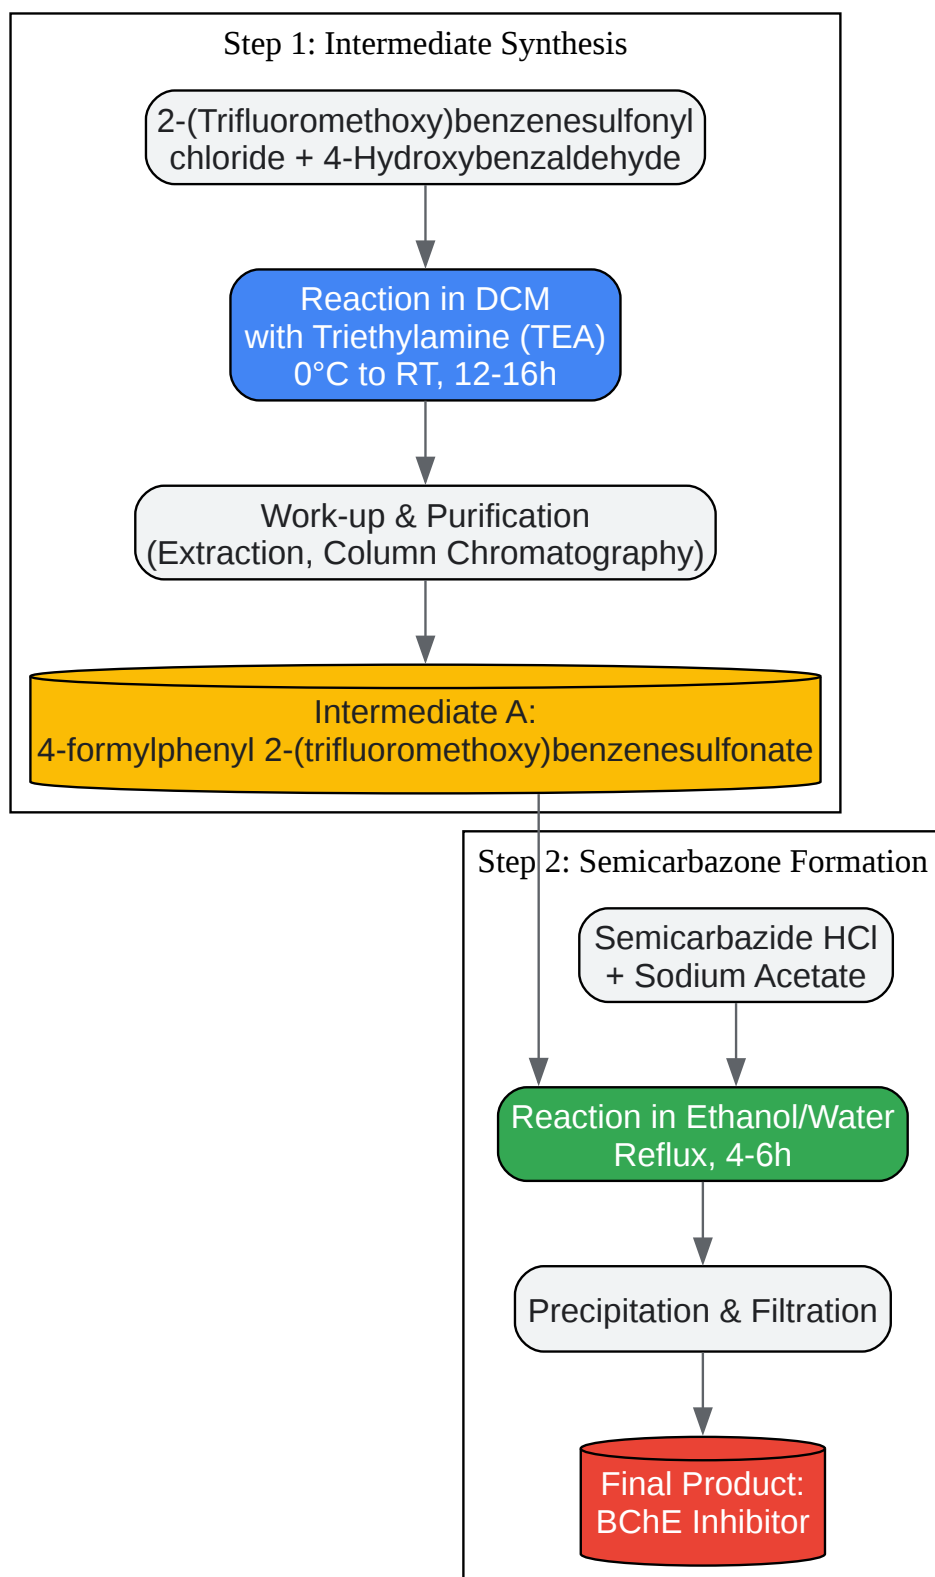 Step 1: Intermediate Synthesis
2-(Trifluoromethoxy)benzenesulfonyl
chloride + 4-Hydroxybenzaldehyde
Reaction in DCM
with Triethylamine (TEA)
0°C to RT, 12-16h
Work-up & Purification
(Extraction, Column Chromatography)
Intermediate A:
4-formylphenyl 2-(trifluoromethoxy)benzenesulfonate
Step 2: Semicarbazone Formation
Semicarbazide HCl
+ Sodium Acetate
Reaction in Ethanol/Water
Reflux, 4-6h
Precipitation & Filtration
Final Product:
BChE Inhibitor